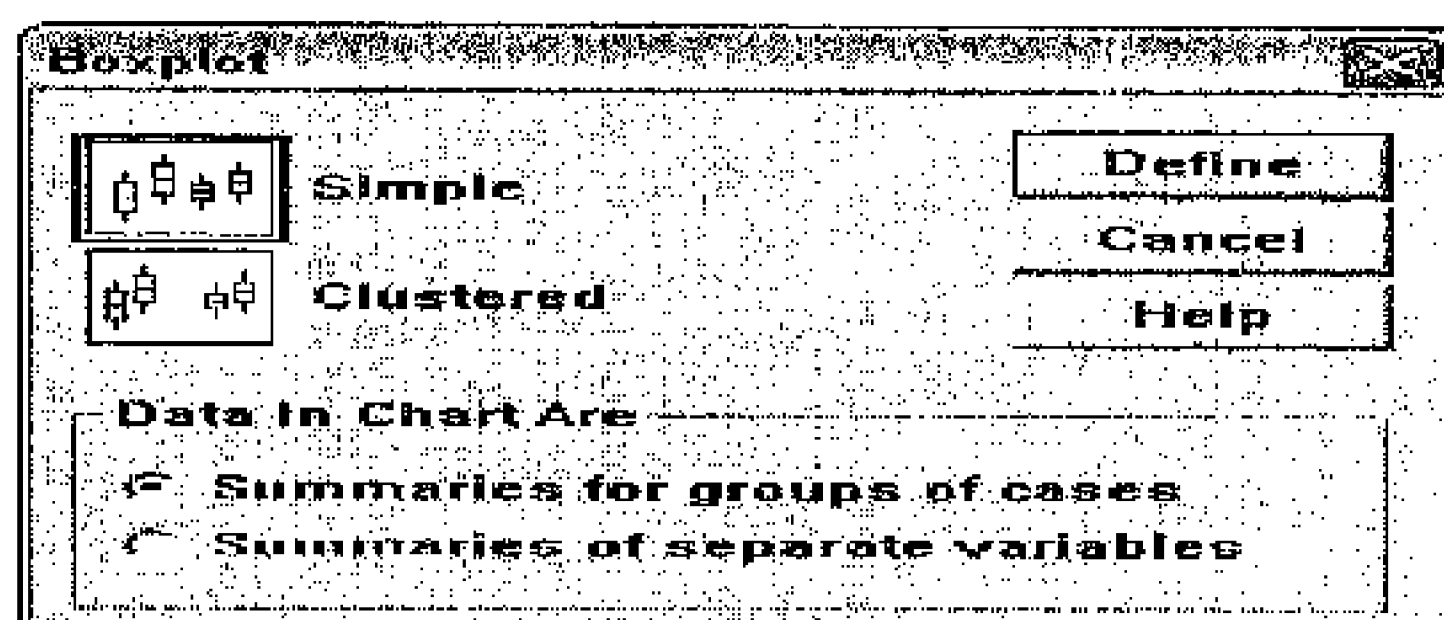 Boxplot
Simple
Clustered
Define
Cancel
Help
Data In Chart Are
Summaries for groups of cases
Summaries of separate variables